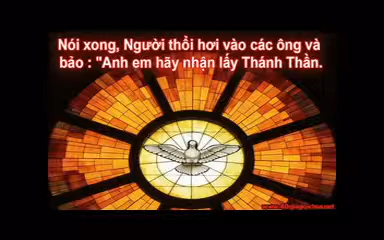 Nói xong, Người thổi hơi vào các ông và
bảo : "Anh em hãy nhận lấy Thánh Thần.